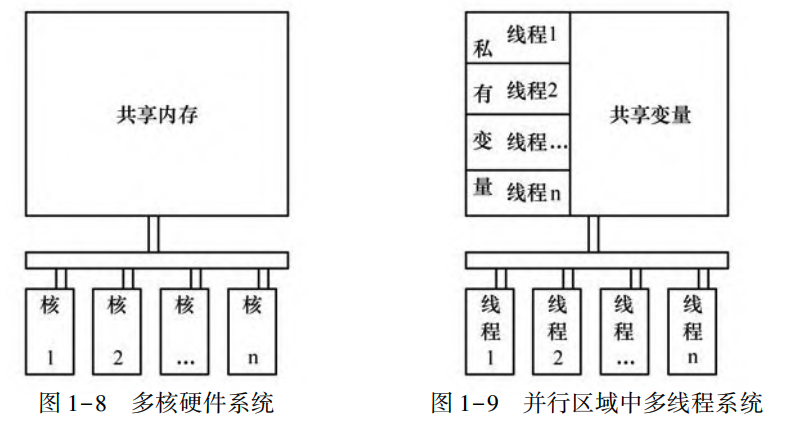 共享内存
核 核 核 核
1 2 … n
图 1-8 多核硬件系统
私有变量
线程1
线程2
线程…
线程n
共享变量
线程1
线程2
线程…
线程n
图 1-9 并行区域中多线程系统